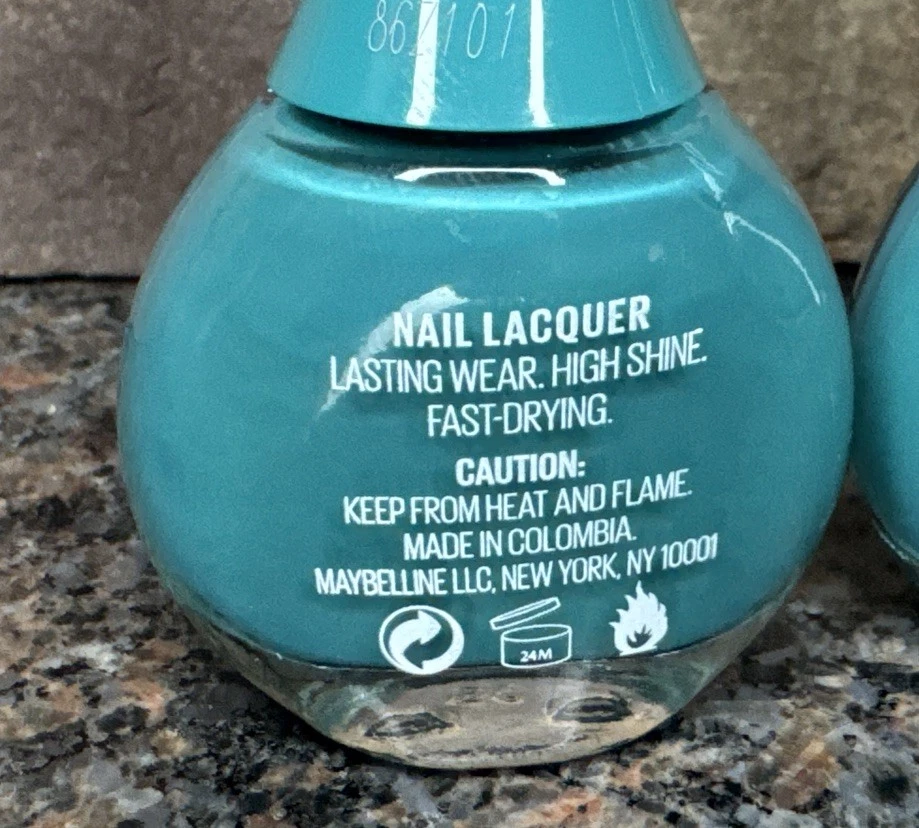 867101
NAIL LACQUER
LASTING WEAR. HIGH SHINE.
FAST-DRYING.
CAUTION:
KEEP FROM HEAT AND FLAME.
MADE IN COLOMBIA.
MAYBELLINE LLC, NEW YORK, NY 10001
24M